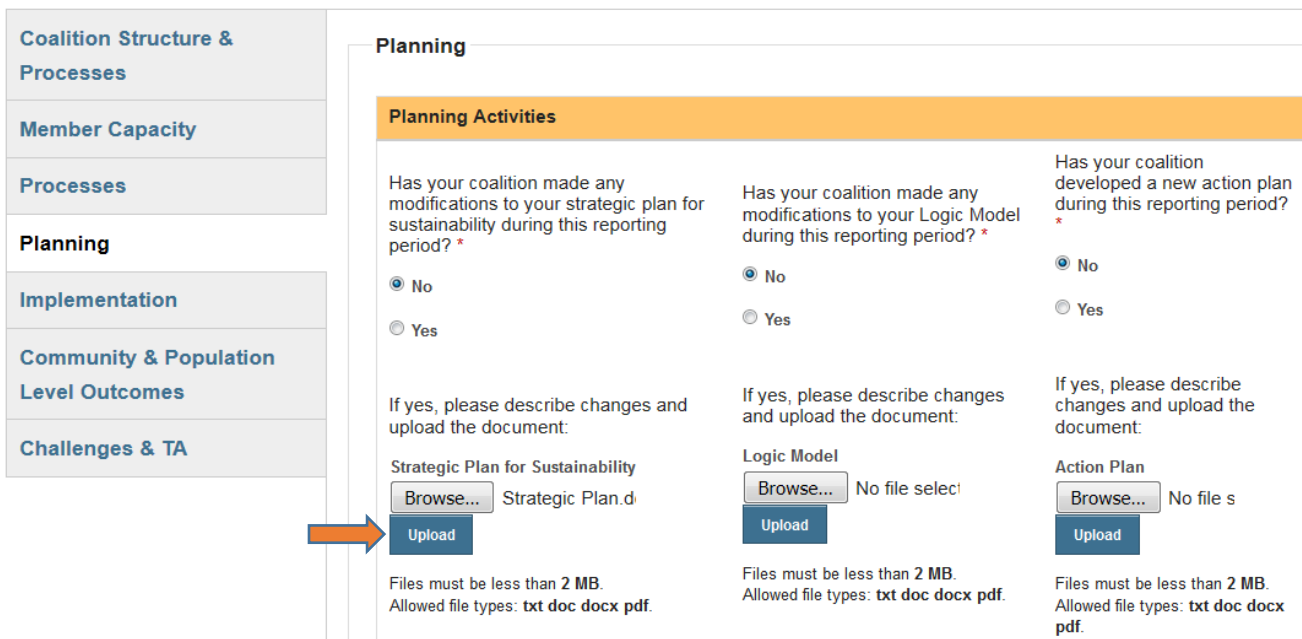 Coalition Structure &
Processes
Member Capacity
Processes
Planning
Implementation
Community & Population
Level Outcomes
Challenges & TA
Planning
Planning Activities
Has your coalition made any
modifications to your strategic plan for
sustainability during this reporting
period? *
No
Yes
If yes, please describe changes and
upload the document:
Strategic Plan for Sustainability
Browse... Strategic Plan.d
Upload
Files must be less than 2 MB.
Allowed file types: txt doc docx pdf.
Has your coalition made any
modifications to your Logic Model
during this reporting period? *
No
Yes
If yes, please describe changes
and upload the document:
Logic Model
Browse... No file select
Upload
Files must be less than 2 MB.
Allowed file types: txt doc docx pdf.
Has your coalition
developed a new action plan
during this reporting period?
*
No
Yes
If yes, please describe
changes and upload the
document:
Action Plan
Browse... No file s
Upload
Files must be less than 2 MB.
Allowed file types: txt doc docx
pdf.